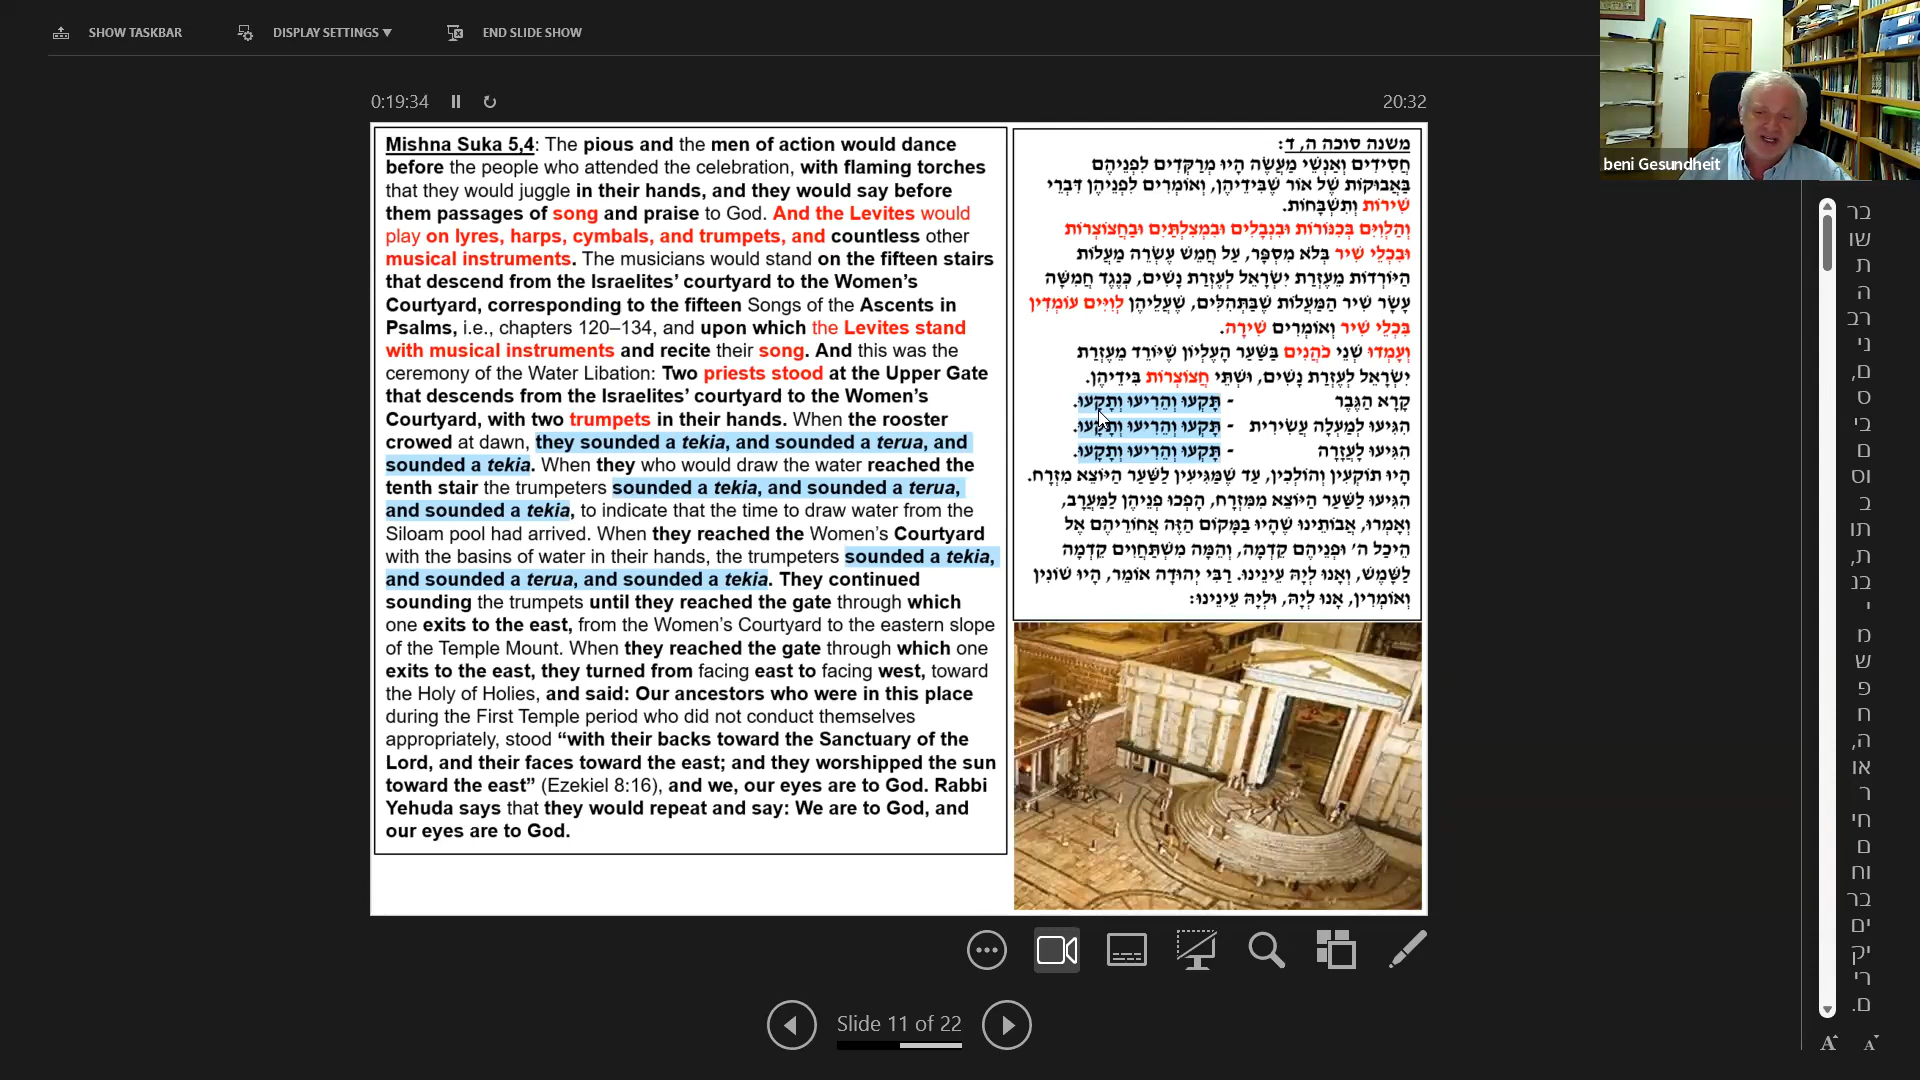 SHOW TASKBAR
DISPLAY SETTINGS ▼
END SLIDE SHOW
beni Gesundheit
0:19:34
20:32
Mishna Suka 5,4: The pious and the men of action would dance
before the people who attended the celebration, with flaming torches
that they would juggle in their hands, and they would say before
them passages of song and praise to God. And the Levites would
play on lyres, harps, cymbals, and trumpets, and countless other
musical instruments. The musicians would stand on the fifteen stairs
that descend from the Israelites’ courtyard to the Women’s
Courtyard, corresponding to the fifteen Songs of the Ascents in
Psalms, i.e., chapters 120–134, and upon which the Levites stand
with musical instruments and recite their song. And this was the
ceremony of the Water Libation: Two priests stood at the Upper Gate
that descends from the Israelites’ courtyard to the Women’s
Courtyard, with two trumpets in their hands. When the rooster
crowed at dawn, they sounded a tekia, and sounded a terua, and
sounded a tekia. When they who would draw the water reached the
tenth stair the trumpeters sounded a tekia, and sounded a terua,
and sounded a tekia, to indicate that the time to draw water from the
Siloam pool had arrived. When they reached the Women’s Courtyard
with the basins of water in their hands, the trumpeters sounded a tekia,
and sounded a terua, and sounded a tekia. They continued
sounding the trumpets until they reached the gate through which
one exits to the east, from the Women’s Courtyard to the eastern slope
of the Temple Mount. When they reached the gate through which one
exits to the east, they turned from facing east to facing west, toward
the Holy of Holies, and said: Our ancestors who were in this place
during the First Temple period who did not conduct themselves
appropriately, stood “with their backs toward the Sanctuary of the
Lord, and their faces toward the east; and they worshipped the sun
toward the east” (Ezekiel 8:16), and we, our eyes are to God. Rabbi
Yehuda says that they would repeat and say: We are to God, and
our eyes are to God.
משנה סוכה ה, ד:
חֲסִידִים וְאַנְשֵׁי מַעֲשֶׂה הָיוּ מְרַקְּדִים לִפְנֵיהֶם
בַּאֲבוּקוֹת שֶׁל אוֹר שֶׁבִּידֵיהֶן, וְאוֹמְרִים לִפְנֵיהֶן דִּבְרֵי
שִׁירוֹת וְתִשְׁבָּחוֹת.
וְהַלְוִיִּם בְּכִנּוֹרוֹת וּבִנְבָלִים וּבִמְצִלְתַּיִם וּבַחֲצוֹצְרוֹת
וּבִכְלֵי שִׁיר בְּלֹא מִסְפָּר, עַל חֲמֵשׁ עֶשְׂרֵה מַעֲלוֹת
הַיּוֹרְדוֹת מֵעֶזְרַת יִשְׂרָאֵל לְעֶזְרַת נָשִׁים, כְּנֶגֶד חֲמִשָּׁה
עָשָׂר שִׁיר הַמַּעֲלוֹת שֶׁבַּתְּהִלִּים, שֶׁעֲלֵיהֶן לְוִיִּים עוֹמְדִין
בִּכְלֵי שִׁיר וְאוֹמְרִים שִׁירָה.
וְעָמְדוּ שְׁנֵי כֹהֲנִים בַּשַּׁעַר הָעֶלְיוֹן שֶׁיּוֹרֵד מֵעֶזְרַת
יִשְׂרָאֵל לְעֶזְרַת נָשִׁים, וּשְׁתֵּי חֲצוֹצְרוֹת בִּידֵיהֶן.
קָרָא הַגֶּבֶר - תָּקְעוּ וְהֵרִיעוּ וְתָקְעוּ.
הִגִּיעוּ לְמַעְלָה עֲשִׂירִית - תָּקְעוּ וְהֵרִיעוּ וְתָקְעוּ.
הִגִּיעוּ לָעֲזָרָה - תָּקְעוּ וְהֵרִיעוּ וְתָקְעוּ.
הָיוּ תוֹקְעִין וְהוֹלְכִין, עַד שֶׁמַּגִּיעִין לַשַּׁעַר הַיּוֹצֵא מִזְרָח.
הִגִּיעוּ לַשַּׁעַר הַיּוֹצֵא מִמִּזְרָח, הָפְכוּ פְנֵיהֶן לַמַּעֲרָב,
וְאָמְרוּ, אֲבוֹתֵינוּ שֶׁהָיוּ בַמָּקוֹם הַזֶּה אֲחוֹרֵיהֶם אֶל
הֵיכַל ה׳ וּפְנֵיהֶם קֵדְמָה, וְהֵמָּה מִשְׁתַּחֲוִים קֵדְמָה
לַשָּׁמֶשׁ, וְאָנוּ לְיָהּ עֵינֵינוּ. רַבִּי יְהוּדָה אוֹמֵר, הָיוּ שׁוֹנִין
וְאוֹמְרִין, אָנוּ לְיָהּ, וּלְיָהּ עֵינֵינוּ:
Slide 11 of 22
בר
שו
ת
ה
רב
ני
ם,
בי
ם
וס
ב
תו
ת,
בנ
י
מ
ש
פ
ח
ה,
או
ר
חי
ם
וח
בר
ים
יק
רי
ם.
A
A